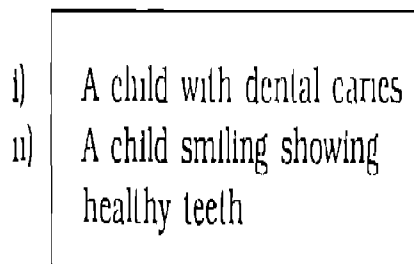 i) A child with dental caries
ii) A child smiling showing
healthy teeth